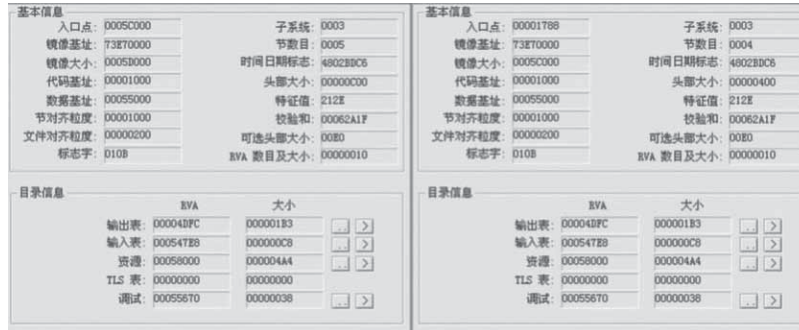 基本信息
入口点: 0005C000 子系统: 0003
镜像基址: 73E70000 节数目: 0005
镜像大小: 0005D000 时间日期标志: 4802BDC6
代码基址: 00001000 头部大小: 00000C00
数据基址: 00055000 特征值: 212E
节对齐粒度: 00001000 校验和: 00062A1F
文件对齐粒度: 00000200 可选头部大小: 00E0
标志字: 010B RVA 数目及大小: 00000010
目录信息
RVA 大小
输出表: 00004DFC 000001B3 .. >
输入表: 000547E8 000000C8 .. >
资源: 00058000 000004A4 .. >
TLS 表: 00000000 00000000
调试: 00055670 00000038 .. >
基本信息
入口点: 00001788 子系统: 0003
镜像基址: 73E70000 节数目: 0004
镜像大小: 0005C000 时间日期标志: 4802BDC6
代码基址: 00001000 头部大小: 00000400
数据基址: 00055000 特征值: 212E
节对齐粒度: 00001000 校验和: 00062A1F
文件对齐粒度: 00000200 可选头部大小: 00E0
标志字: 010B RVA 数目及大小: 00000010
目录信息
RVA 大小
输出表: 00004DFC 000001B3 .. >
输入表: 000547E8 000000C8 .. >
资源: 00058000 000004A4 .. >
TLS 表: 00000000 00000000
调试: 00055670 00000038 .. >